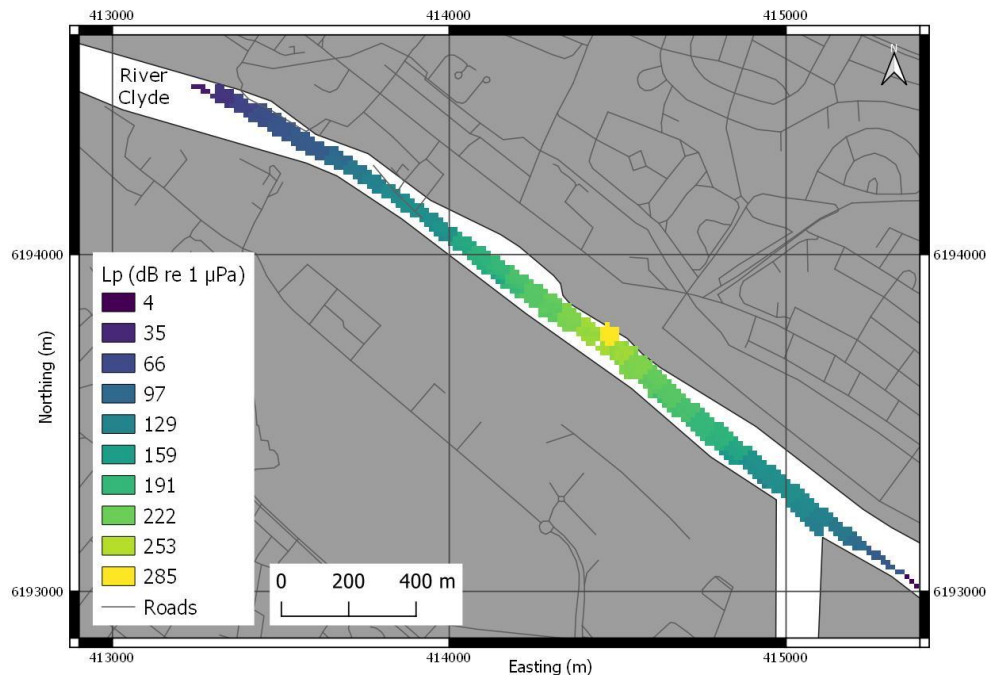 413000
414000
415000
River
Clyde
N
6194000
6194000
Lp (dB re 1 µPa)
4
35
66
97
129
159
191
222
253
285
Roads
0 200 400 m
Northing (m)
6193000
6193000
413000
414000
415000
Easting (m)